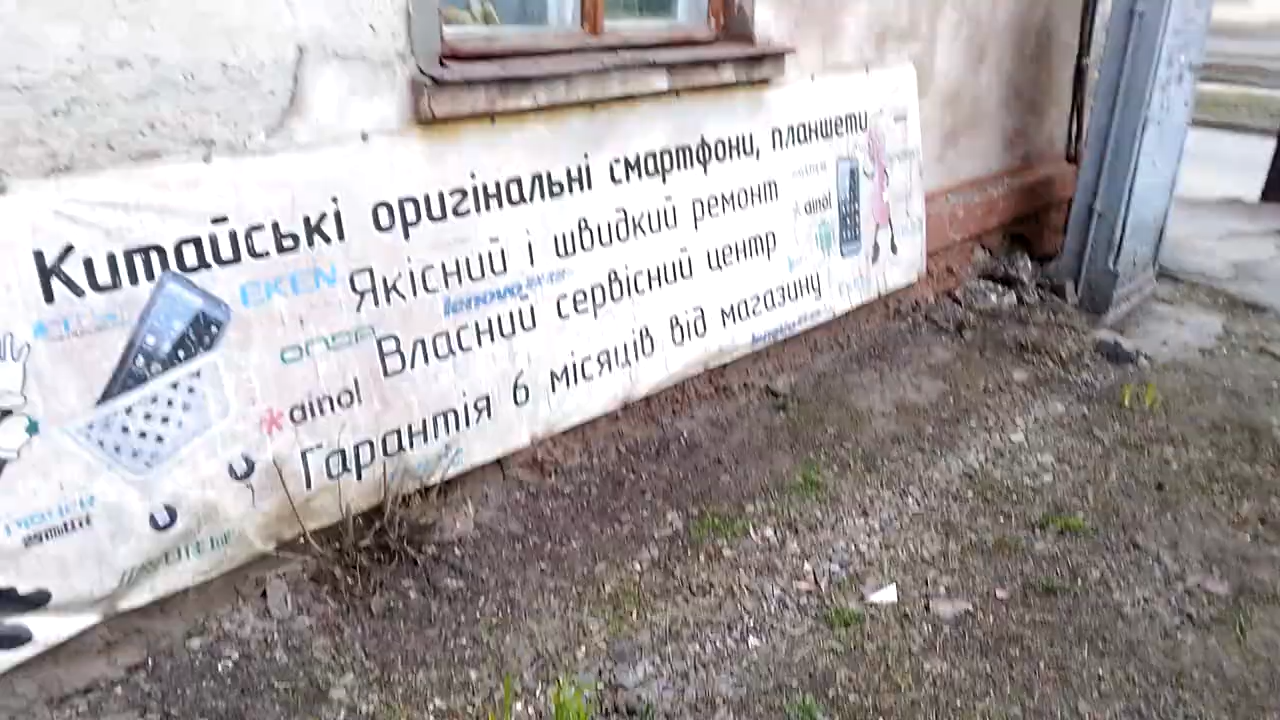 Китайські оригінальні смартфони, планшети
EKEN Якісний і швидкий ремонт
lenovo
ainol
onda Власний сервісний центр
ainol
Гарантія 6 місяців від магазину